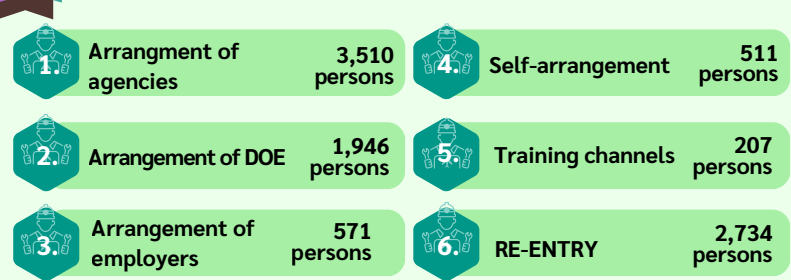 1.
Arrangment of
agencies
3,510
persons
2.
Arrangement of DOE
1,946
persons
3.
Arrangement of
employers
571
persons
4.
Self-arrangement
511
persons
5.
Training channels
207
persons
6.
RE-ENTRY
2,734
persons